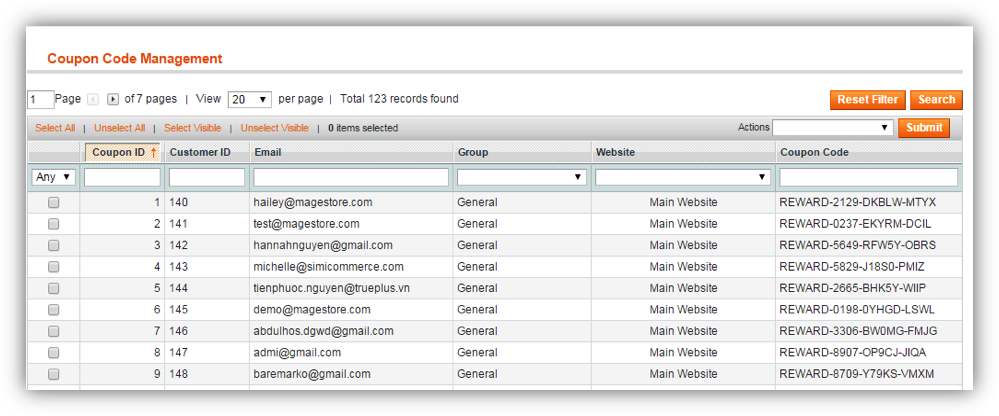 Coupon Code Management
1 Page of 7 pages | View 20 per page | Total 123 records found Reset Filter Search
Select All | Unselect All | Select Visible | Unselect Visible | 0 items selected Actions Submit
Coupon ID Customer ID Email Group Website Coupon Code
Any
1 140 hailey@magestore.com General Main Website REWARD-2129-DKBLW-MTYX
2 141 test@magestore.com General Main Website REWARD-0237-EKYRM-DCIL
3 142 hannahnguyen@gmail.com General Main Website REWARD-5649-RFW5Y-OBRS
4 143 michelle@simicommerce.com General Main Website REWARD-5829-J18S0-PMIZ
5 144 tienphuoc.nguyen@trueplus.vn General Main Website REWARD-2665-BHK5Y-WIIP
6 145 demo@magestore.com General Main Website REWARD-0198-0YHGD-LSWL
7 146 abdulhos.dgwd@gmail.com General Main Website REWARD-3306-BW0MG-FMJG
8 147 admi@gmail.com General Main Website REWARD-8907-OP9CJ-JIQA
9 148 baremarko@gmail.com General Main Website REWARD-8709-Y79KS-VMXM